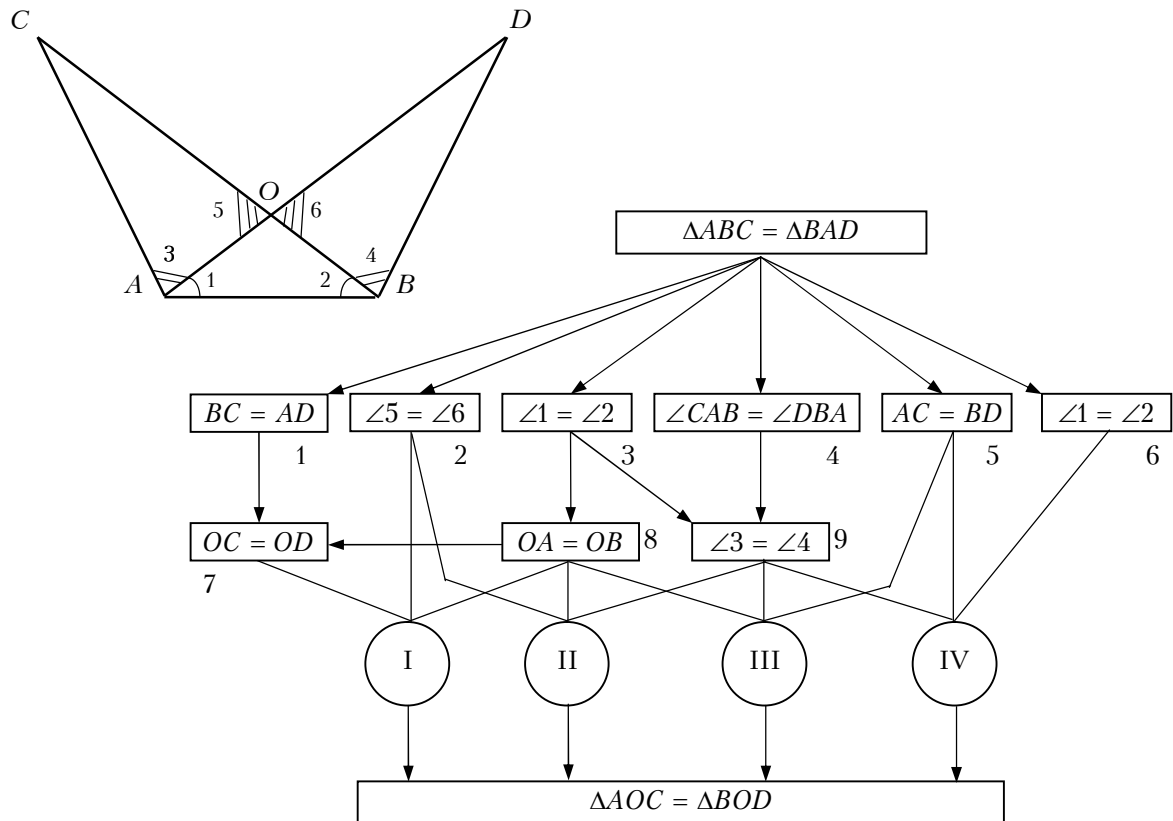 C D
O
5 6
3 4
A 1 2 B
ΔABC = ΔBAD
BC = AD ∠5 = ∠6 ∠1 = ∠2 ∠CAB = ∠DBA AC = BD ∠1 = ∠2
1 2 3 4 5 6
OC = OD OA = OB 8 ∠3 = ∠4 9
7
I II III IV
ΔAOC = ΔBOD